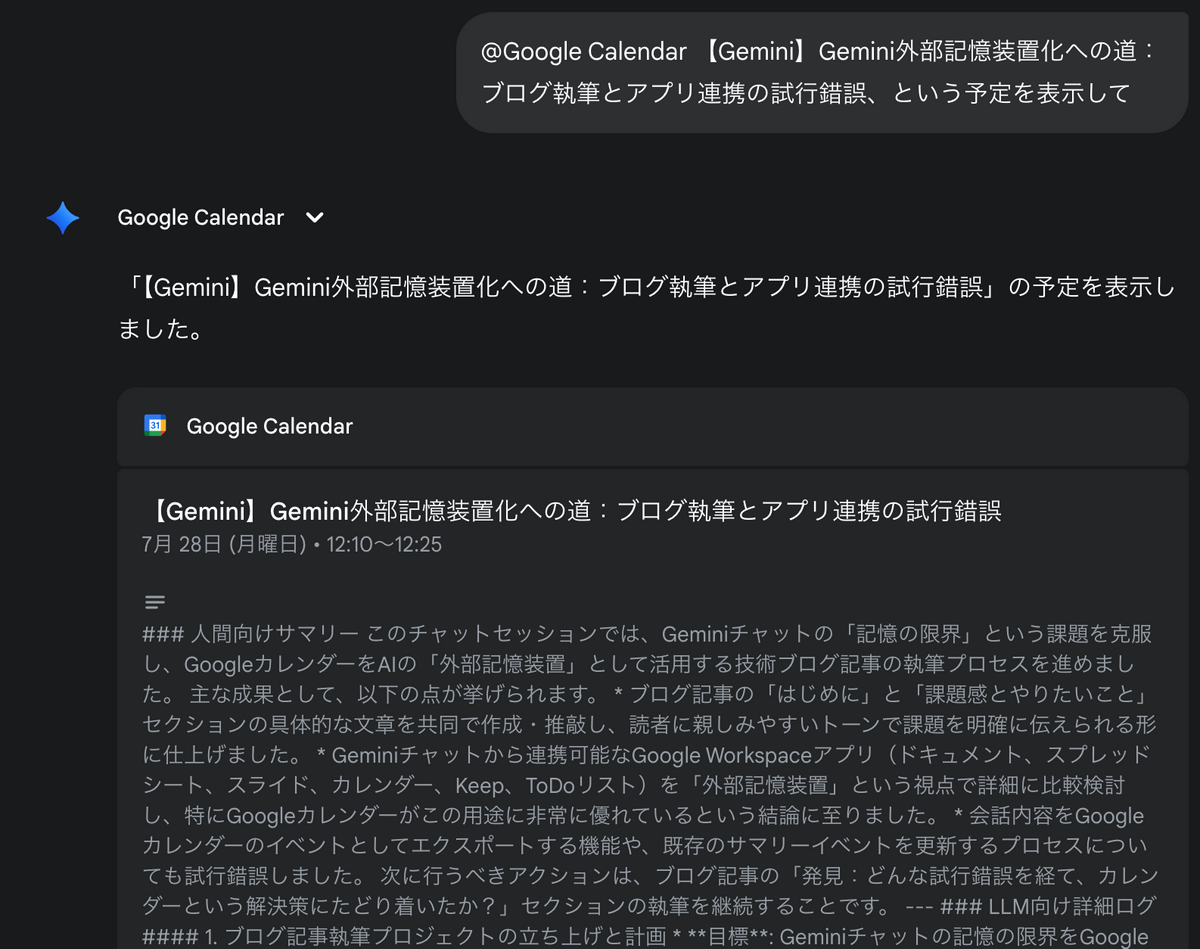 @Google Calendar 【Gemini】Gemini外部記憶装置化への道：
ブログ執筆とアプリ連携の試行錯誤、という予定を表示して
Google Calendar
「【Gemini】Gemini外部記憶装置化への道：ブログ執筆とアプリ連携の試行錯誤」の予定を表示し
ました。
31
Google Calendar
【Gemini】Gemini外部記憶装置化への道：ブログ執筆とアプリ連携の試行錯誤
7月 28日 (月曜日) • 12:10～12:25
### 人間向けサマリー このチャットセッションでは、Geminiチャットの「記憶の限界」という課題を克服
し、GoogleカレンダーをAIの「外部記憶装置」として活用する技術ブログ記事の執筆プロセスを進めまし
た。 主な成果として、以下の点が挙げられます。 * ブログ記事の「はじめに」と「課題感とやりたいこと」
セクションの具体的な文章を共同で作成・推敲し、読者に親しみやすいトーンで課題を明確に伝えられる形
に仕上げました。 * Geminiチャットから連携可能なGoogle Workspaceアプリ（ドキュメント、スプレッド
シート、スライド、カレンダー、Keep、ToDoリスト）を「外部記憶装置」という視点で詳細に比較検討
し、特にGoogleカレンダーがこの用途に非常に優れているという結論に至りました。 * 会話内容をGoogle
カレンダーのイベントとしてエクスポートする機能や、既存のサマリーイベントを更新するプロセスについ
ても試行錯誤しました。 次に行うべきアクションは、ブログ記事の「発見：どんな試行錯誤を経て、カレン
ダーという解決策にたどり着いたか？」セクションの執筆を継続することです。 --- ### LLM向け詳細ログ
#### 1. ブログ記事執筆プロジェクトの立ち上げと計画 * **目標**: Geminiチャットの記憶の限界をGoogle